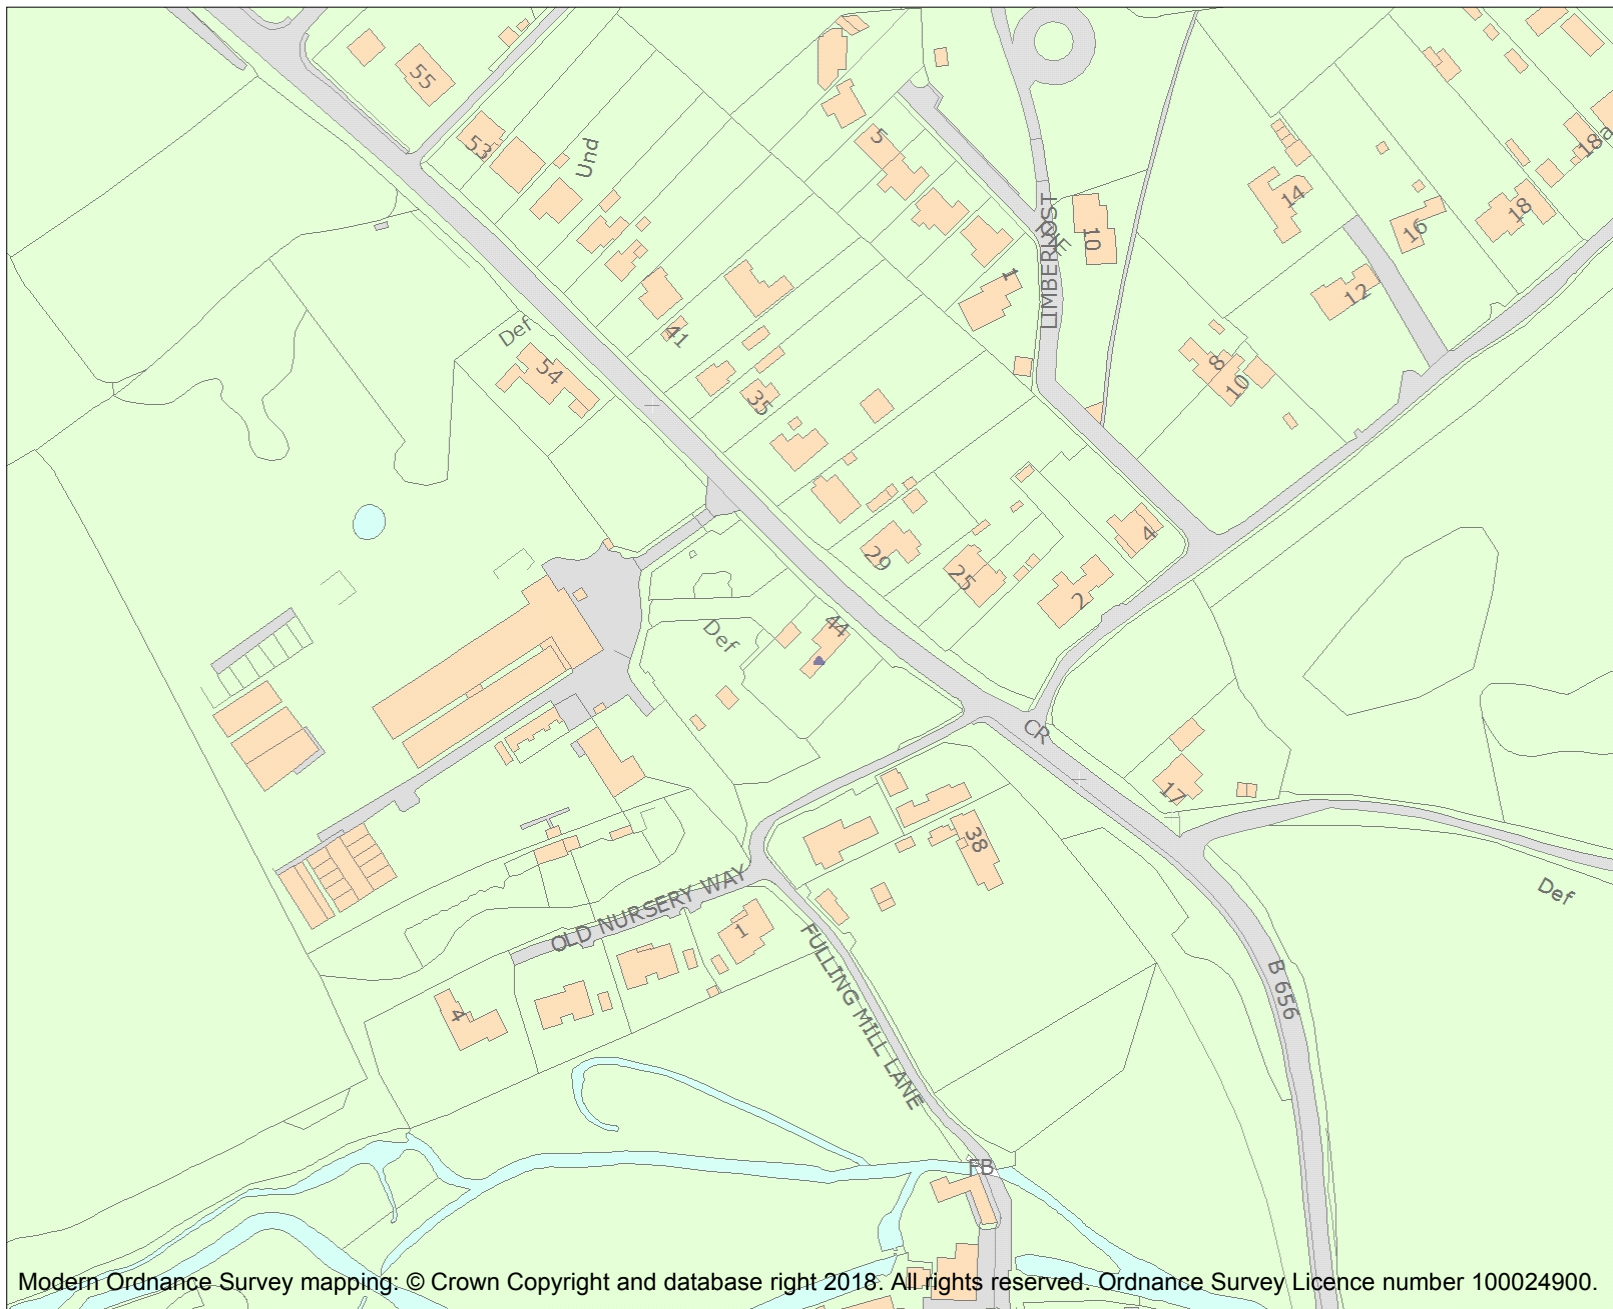 55
53
Und
5
LIMBERLOST
10
14
16
18
18a
1
12
41
Def
54
8
10
35
29
25
4
2
44
Def
CR
17
38
Def
OLD NURSERY WAY
1
FULLING MILL LANE
B 656
4
FB
Modern Ordnance Survey mapping: © Crown Copyright and database right 2018. All rights reserved. Ordnance Survey Licence number 100024900.